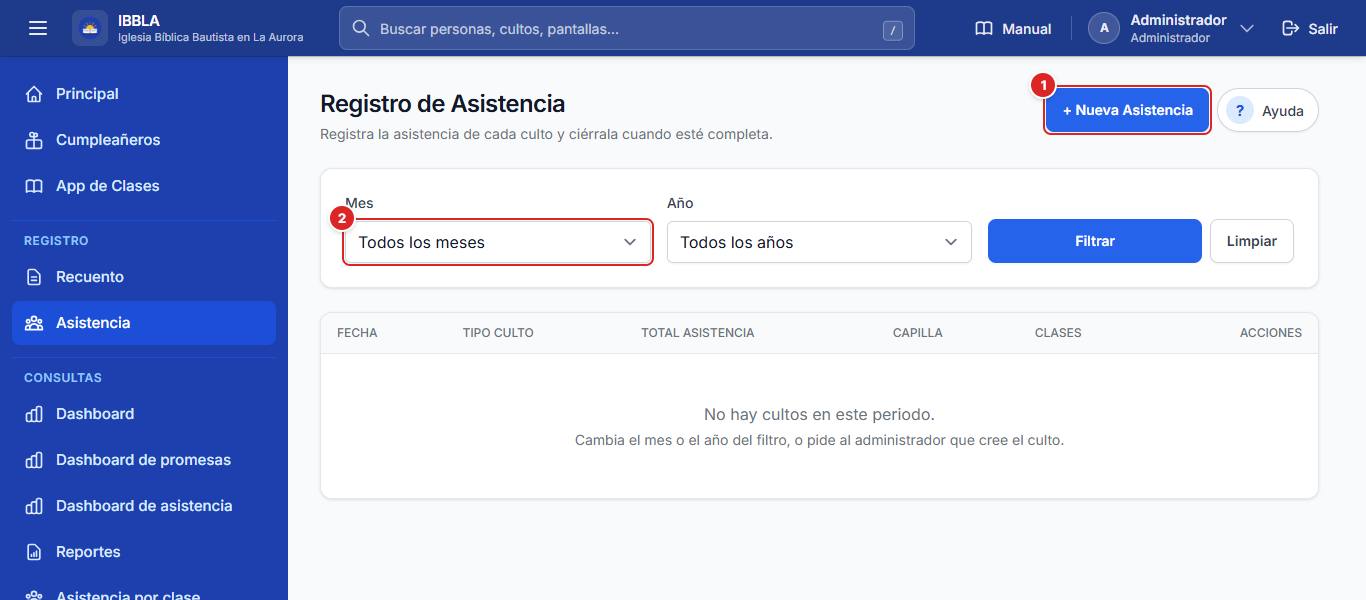 IBBLA
Iglesia Bíblica Bautista en La Aurora
Buscar personas, cultos, pantallas...
/
Manual
A
Administrador
Administrador
Salir
Principal
Cumpleañeros
App de Clases
REGISTRO
Recuento
Asistencia
CONSULTAS
Dashboard
Dashboard de promesas
Dashboard de asistencia
Reportes
Asistencia por clase
Registro de Asistencia
Registra la asistencia de cada culto y ciérrala cuando esté completa.
1
+ Nueva Asistencia
? Ayuda
Mes
Año
2
Todos los meses
Todos los años
Filtrar
Limpiar
FECHA TIPO CULTO TOTAL ASISTENCIA CAPILLA CLASES ACCIONES
No hay cultos en este periodo.
Cambia el mes o el año del filtro, o pide al administrador que cree el culto.